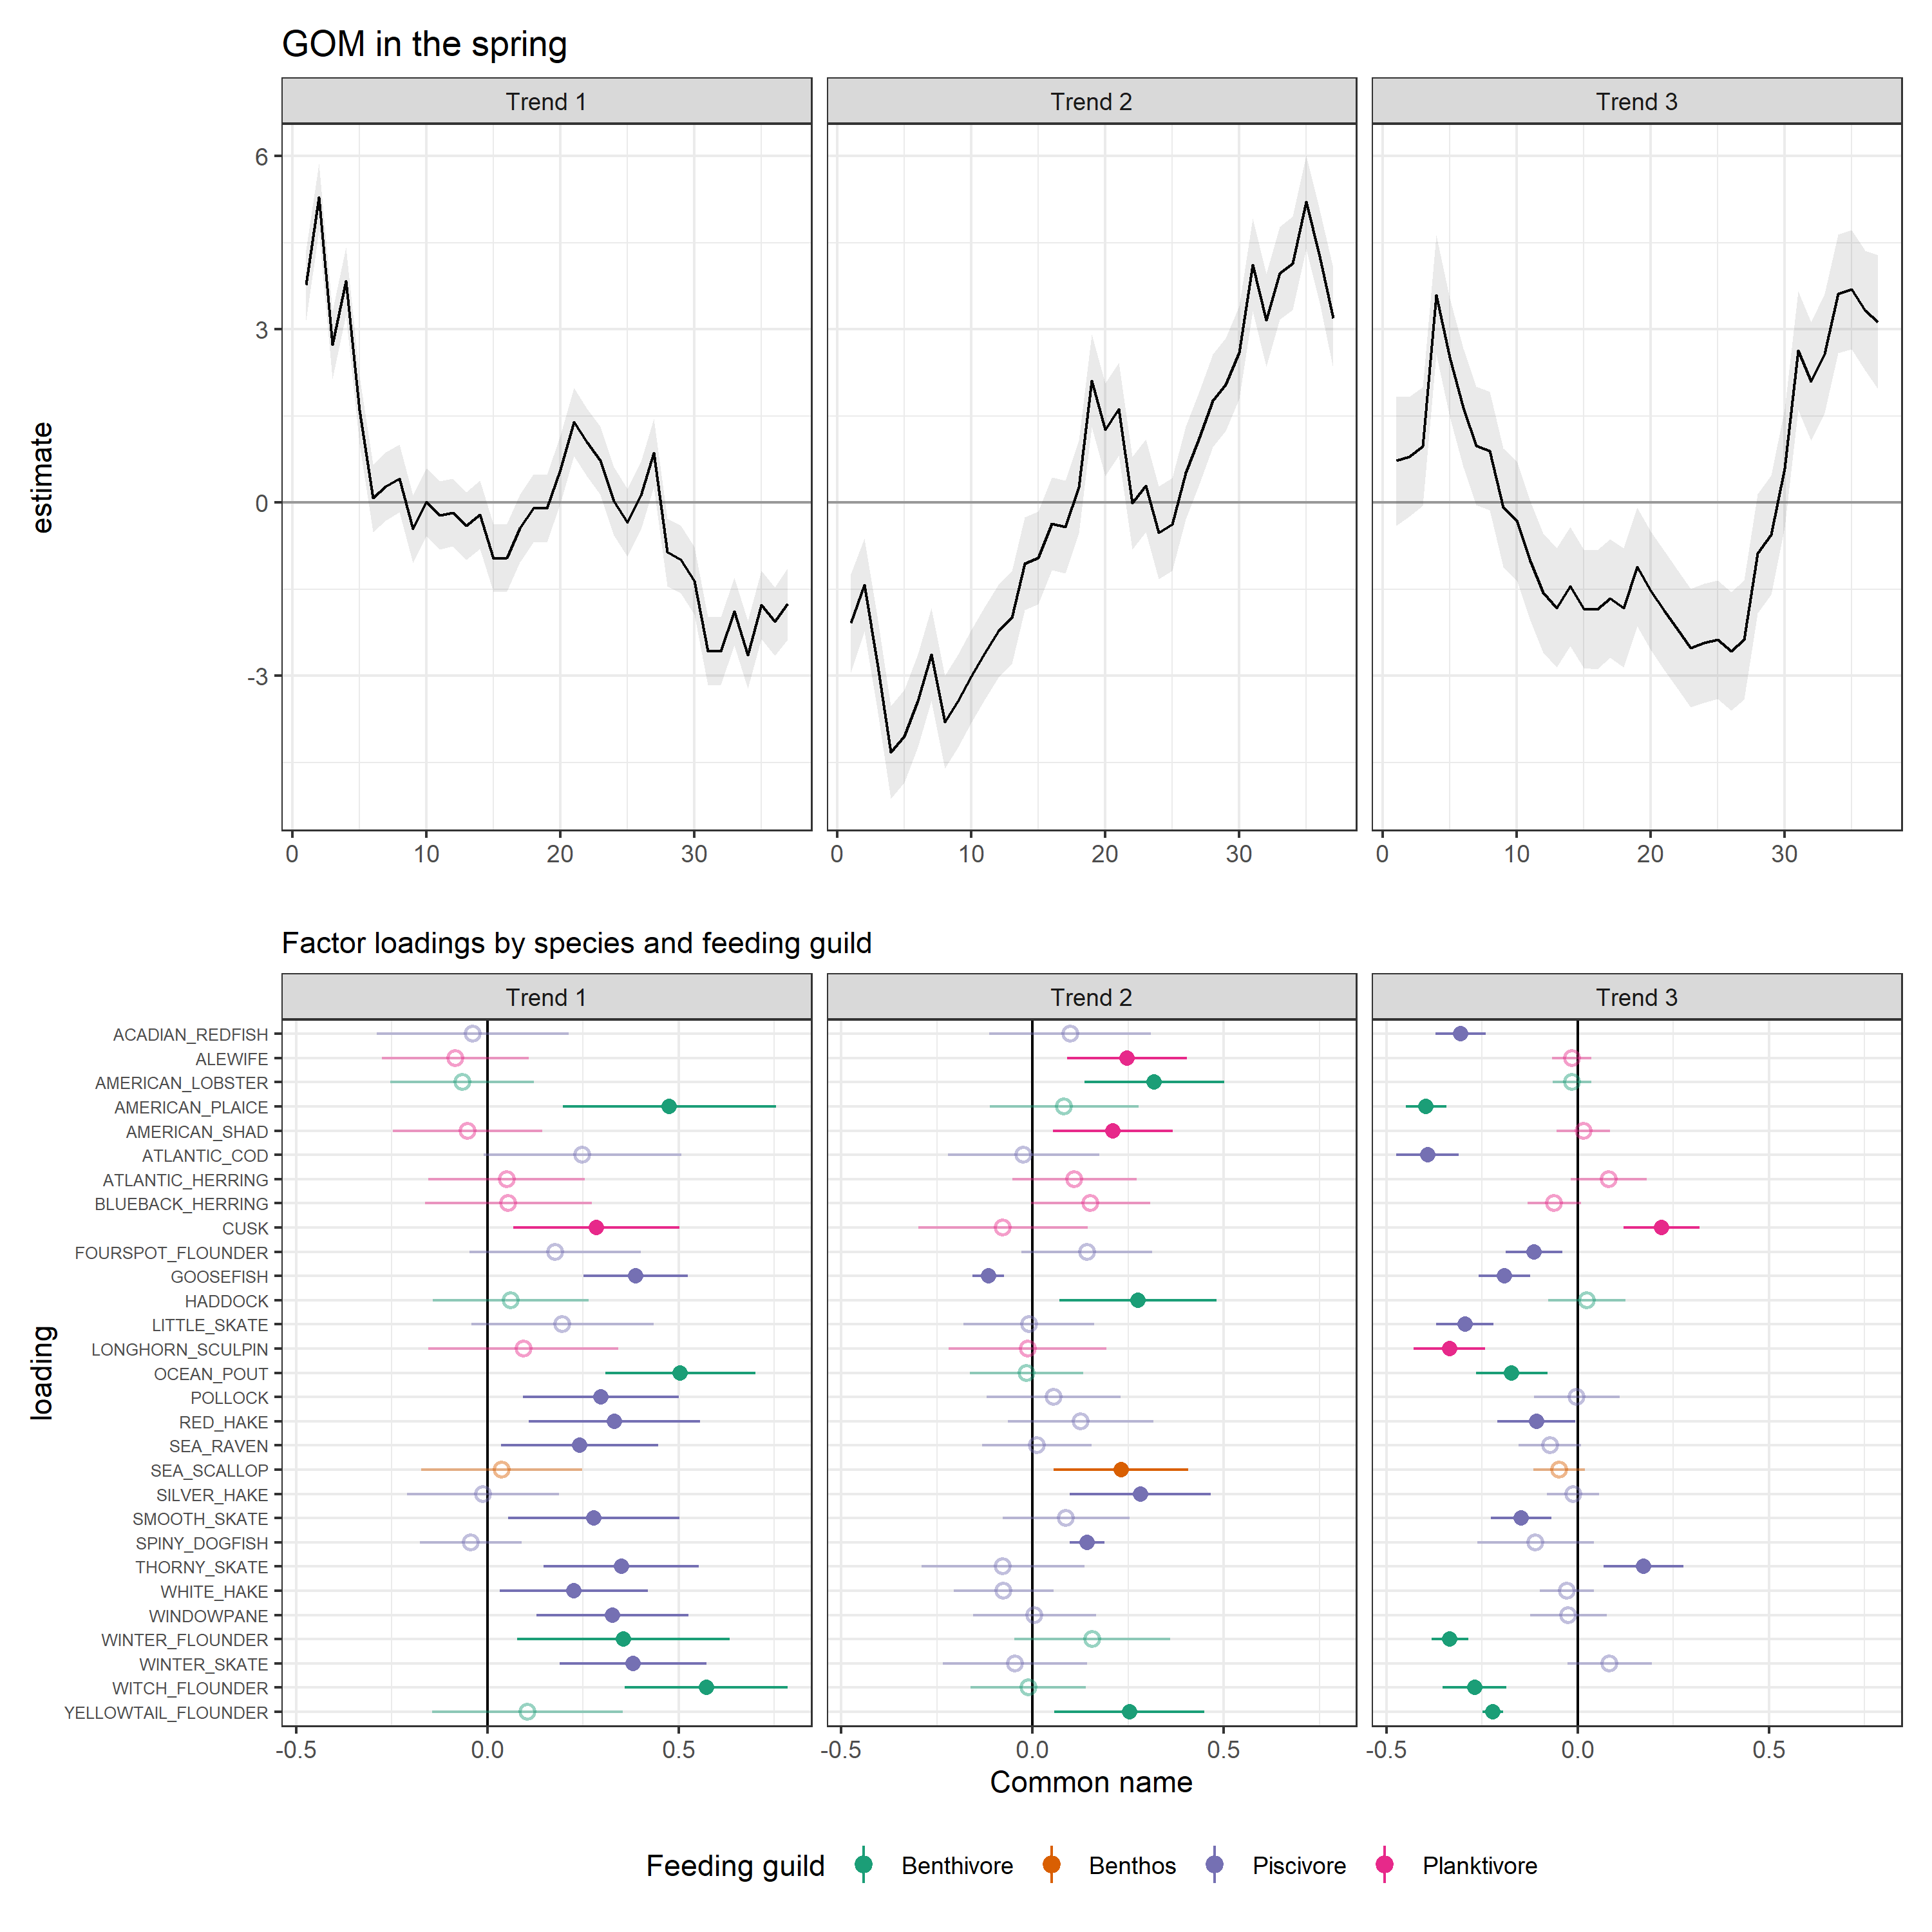 GOM in the spring
Trend 1 Trend 2 Trend 3
estimate
6
3
0
-3
0 10 20 30 0 10 20 30 0 10 20 30
Factor loadings by species and feeding guild
Trend 1 Trend 2 Trend 3
loading
ACADIAN_REDFISH
ALEWIFE
AMERICAN_LOBSTER
AMERICAN_PLAICE
AMERICAN_SHAD
ATLANTIC_COD
ATLANTIC_HERRING
BLUEBACK_HERRING
CUSK
FOURSPOT_FLOUNDER
GOOSEFISH
HADDOCK
LITTLE_SKATE
LONGHORN_SCULPIN
OCEAN_POUT
POLLOCK
RED_HAKE
SEA_RAVEN
SEA_SCALLOP
SILVER_HAKE
SMOOTH_SKATE
SPINY_DOGFISH
THORNY_SKATE
WHITE_HAKE
WINDOWPANE
WINTER_FLOUNDER
WINTER_SKATE
WITCH_FLOUNDER
YELLOWTAIL_FLOUNDER
-0.5 0.0 0.5 -0.5 0.0 0.5 -0.5 0.0 0.5
Common name
Feeding guild Benthivore Benthos Piscivore Planktivore